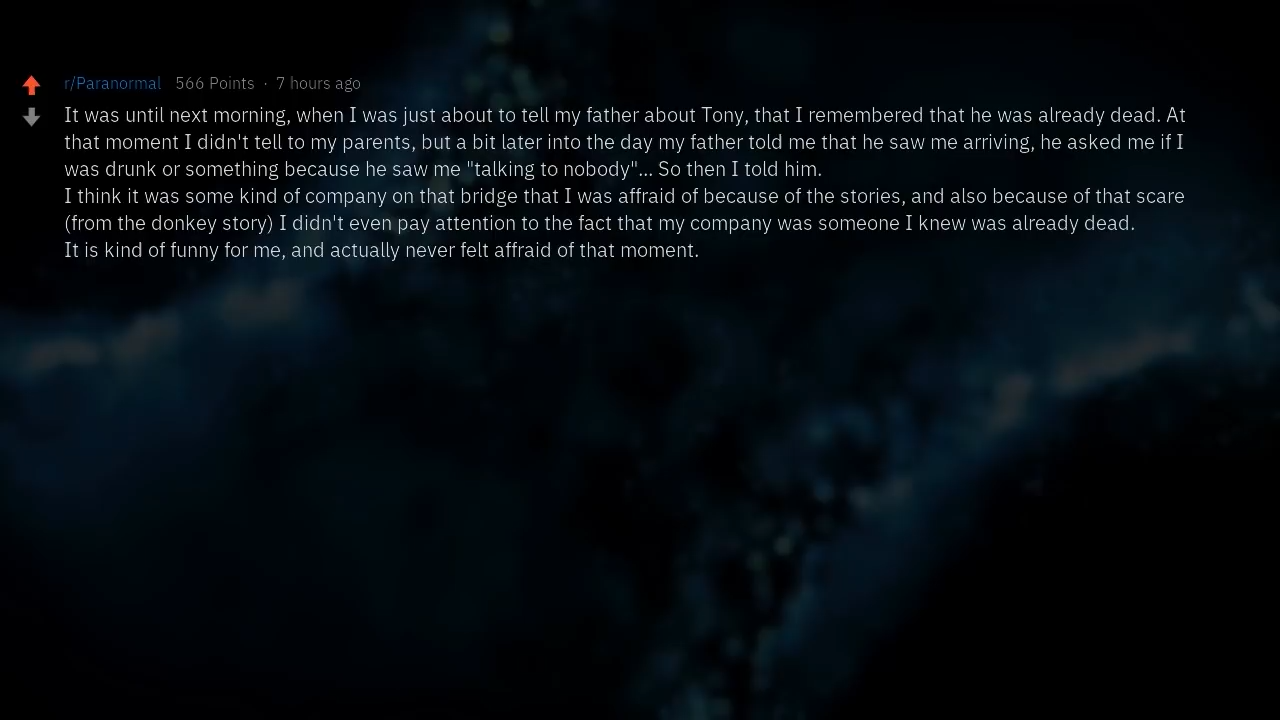 r/Paranormal 566 Points · 7 hours ago
It was until next morning, when I was just about to tell my father about Tony, that I remembered that he was already dead. At
that moment I didn't tell to my parents, but a bit later into the day my father told me that he saw me arriving, he asked me if I
was drunk or something because he saw me "talking to nobody"... So then I told him.
I think it was some kind of company on that bridge that I was affraid of because of the stories, and also because of that scare
(from the donkey story) I didn't even pay attention to the fact that my company was someone I knew was already dead.
It is kind of funny for me, and actually never felt affraid of that moment.